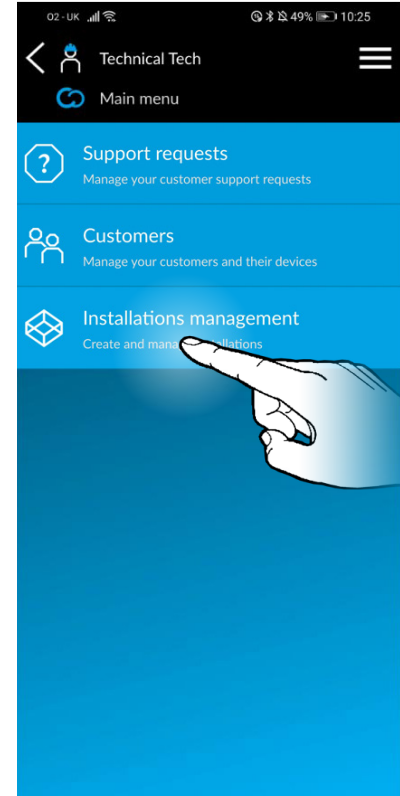 O2-UK 49% 10:25
Technical Tech
Main menu
Support requests
Manage your customer support requests
Customers
Manage your customers and their devices
Installations management
Create and